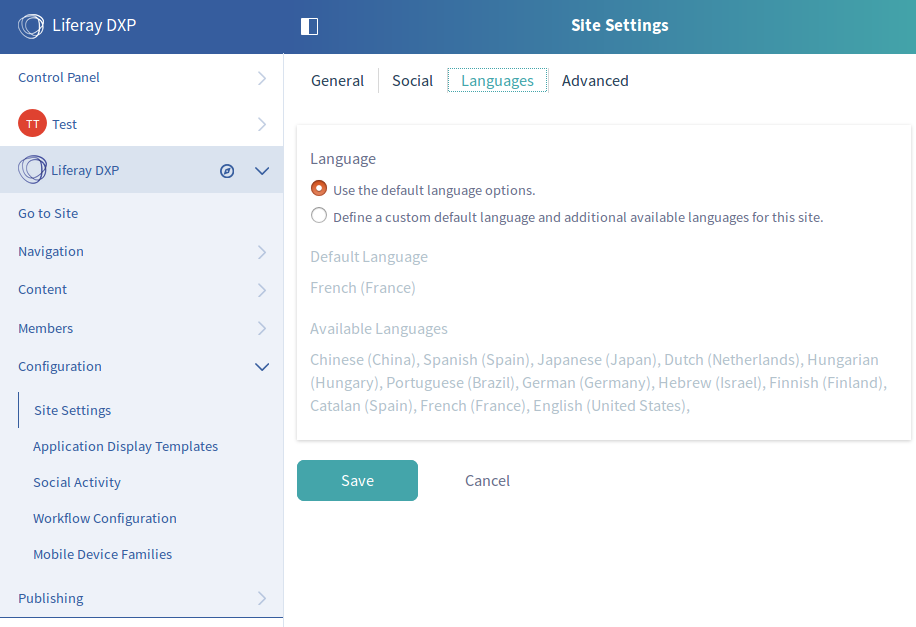 Liferay DXP
Site Settings
Control Panel
TT Test
Liferay DXP
Go to Site
Navigation
Content
Members
Configuration
Site Settings
Application Display Templates
Social Activity
Workflow Configuration
Mobile Device Families
Publishing
General Social Languages Advanced
Language
Use the default language options.
Define a custom default language and additional available languages for this site.
Default Language
French (France)
Available Languages
Chinese (China), Spanish (Spain), Japanese (Japan), Dutch (Netherlands), Hungarian
(Hungary), Portuguese (Brazil), German (Germany), Hebrew (Israel), Finnish (Finland),
Catalan (Spain), French (France), English (United States),
Save Cancel